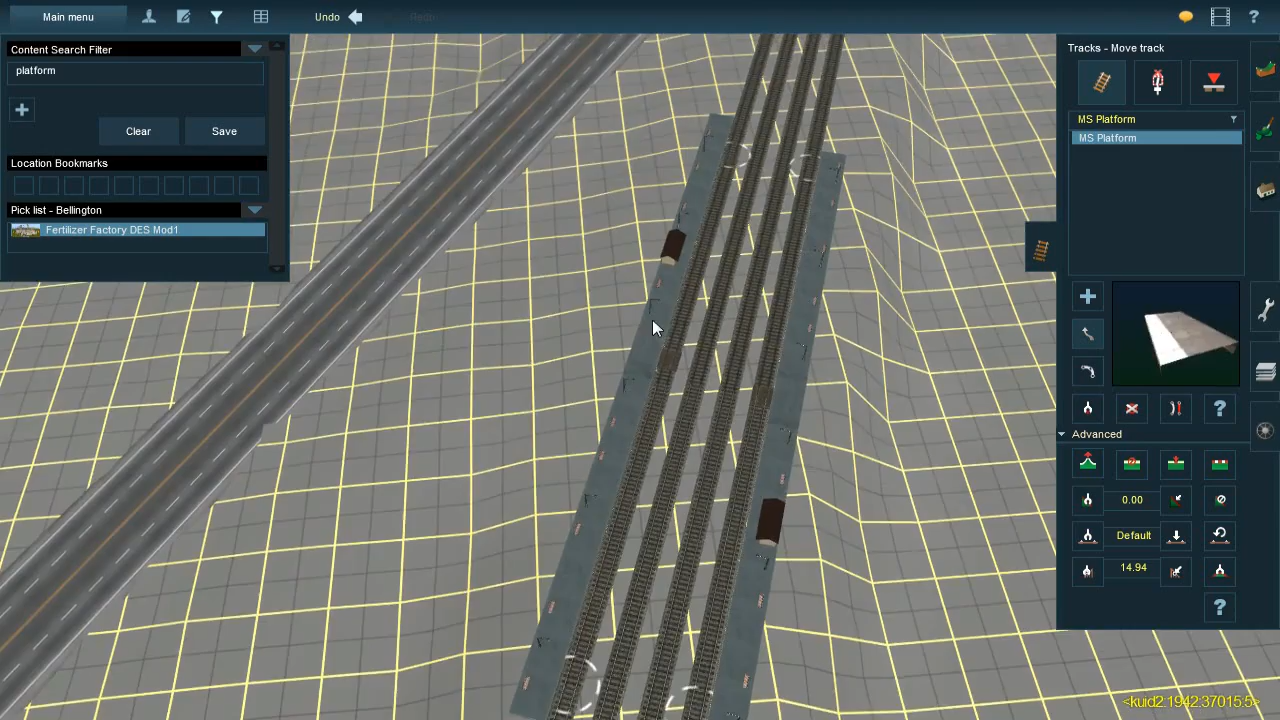 Main menu
Undo
Redo
Content Search Filter
platform
Clear
Save
Location Bookmarks
Pick list - Bellington
Fertilizer Factory DES Mod1
Tracks - Move track
MS Platform
MS Platform
Advanced
0.00
Default
14.94
<kuid2:1942:37015:5>